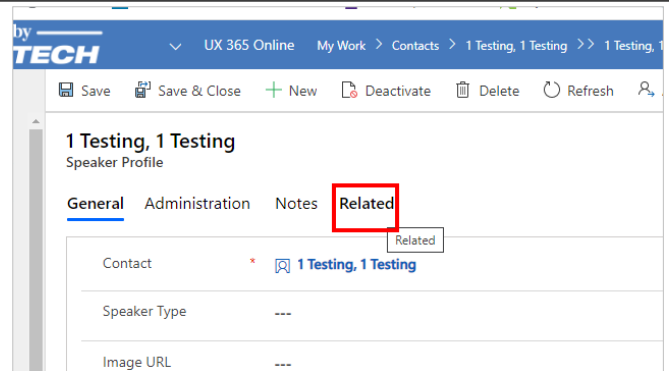 by
TECH
UX 365 Online My Work > Contacts > 1 Testing, 1 Testing >> 1 Testing, 1
Save Save & Close + New Deactivate Delete Refresh
1 Testing, 1 Testing
Speaker Profile
General Administration Notes Related
Related
Contact * 1 Testing, 1 Testing
Speaker Type ---
Image URL ---